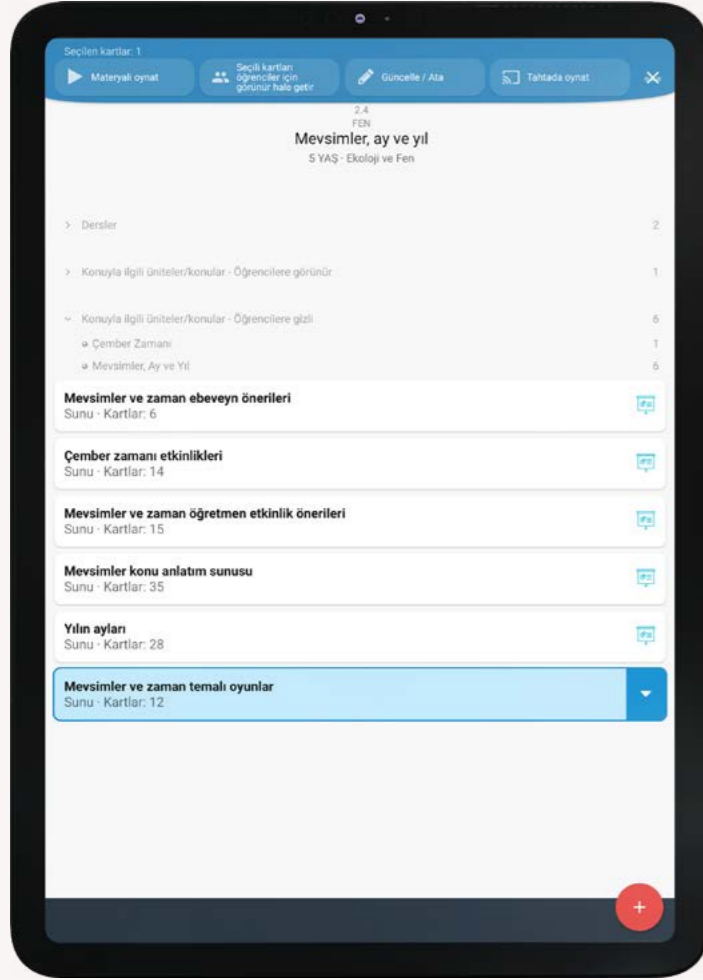 Seçilen kartlar: 1
Materyali oynat
Seçili kartları
öğrenciler için
görünür hale getir
Güncelle / Ata
Tahtada oynat
2.4.
FEN
Mevsimler, ay ve yıl
5 YAŞ · Ekoloji ve Fen
Dersler 2
Konuyla ilgili üniteler/konular - Öğrencilere görünür 1
Konuyla ilgili üniteler/konular - Öğrencilere gizli 6
Çember Zamanı 1
Mevsimler, Ay ve Yıl 6
Mevsimler ve zaman ebeveyn önerileri
Sunu · Kartlar: 6
Çember zamanı etkinlikleri
Sunu · Kartlar: 14
Mevsimler ve zaman öğretmen etkinlik önerileri
Sunu · Kartlar: 15
Mevsimler konu anlatım sunusu
Sunu · Kartlar: 35
Yılın ayları
Sunu · Kartlar: 28
Mevsimler ve zaman temalı oyunlar
Sunu · Kartlar: 12